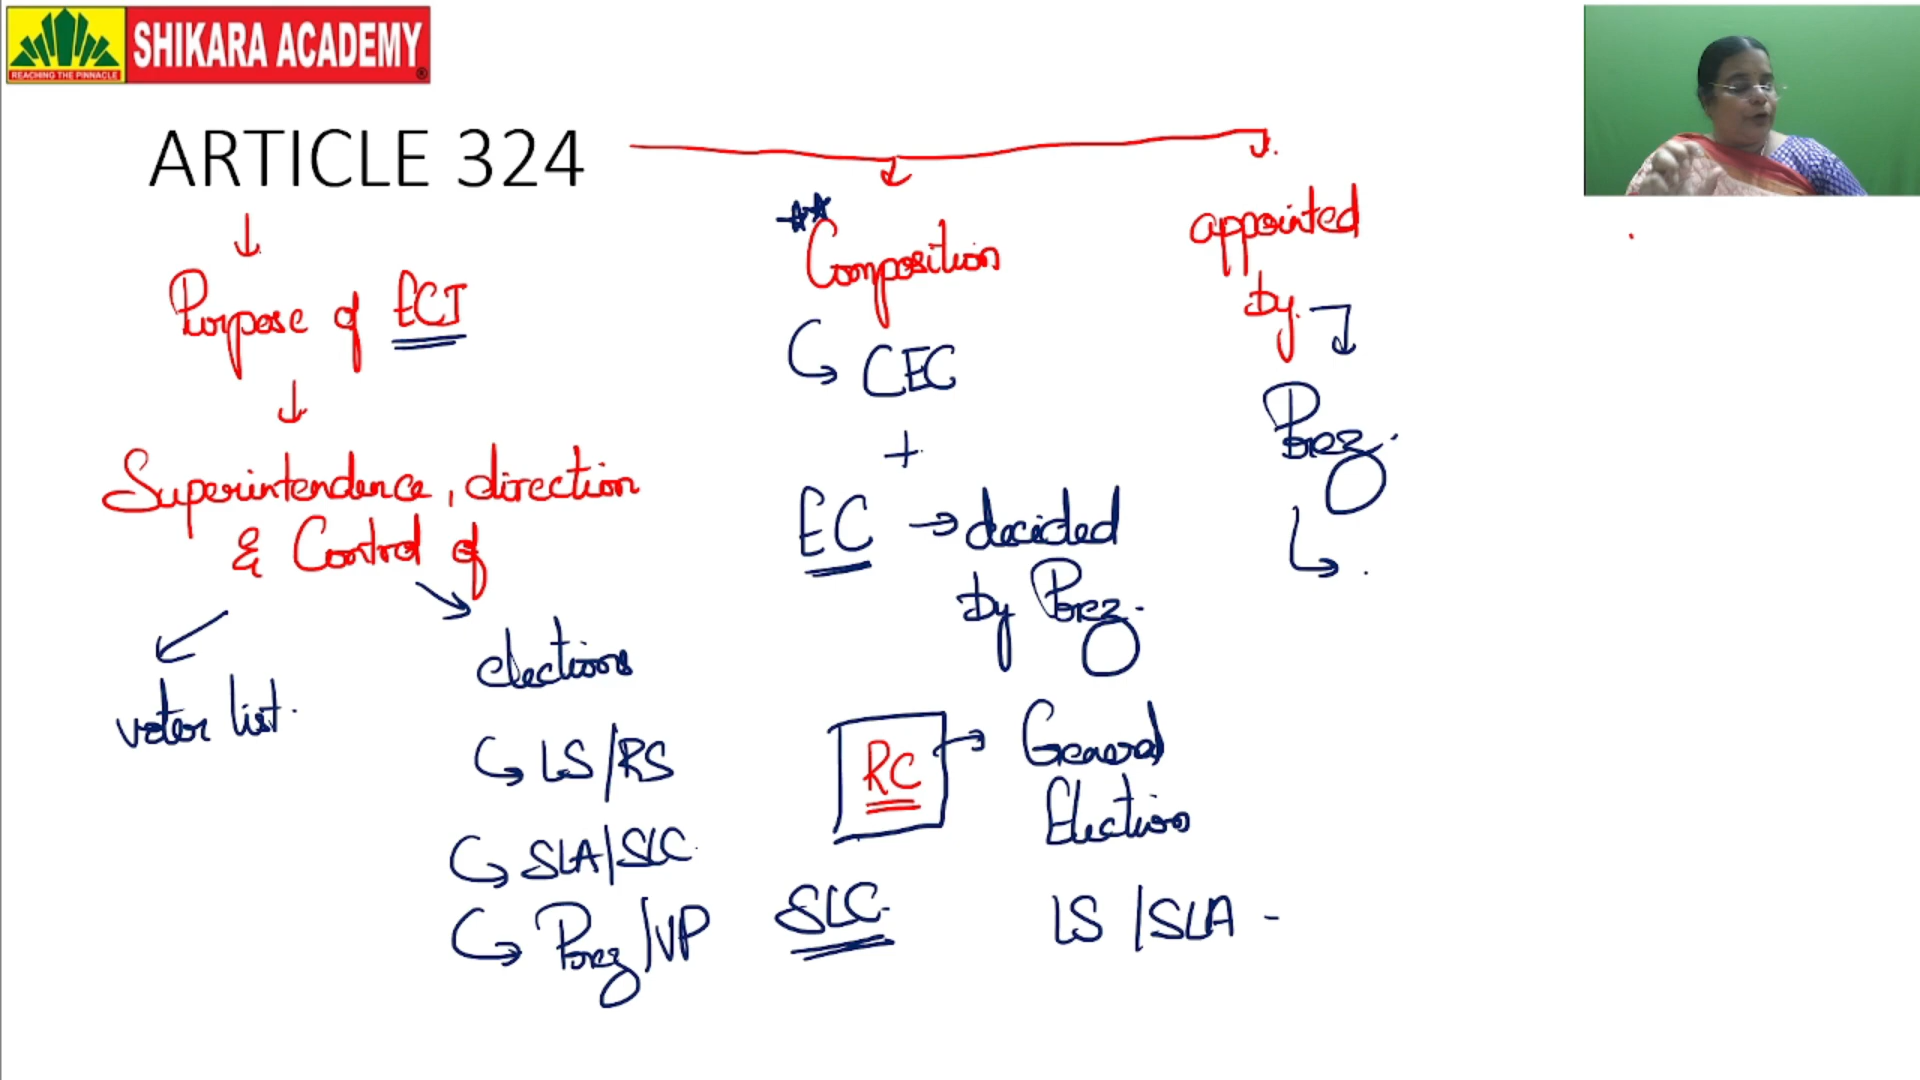 SHIKARA ACADEMY
REACHING THE PINNACLE
ARTICLE 324
Purpose of ECI
Superintendence, direction
& Control of
voter list.
elections
LS/RS
SLA/SLC
Prez/VP
Composition
CEC
+
EC → decided
by Prez.
RC → General
Elections
SLC
LS/SLA -
appointed
by.
Prez.